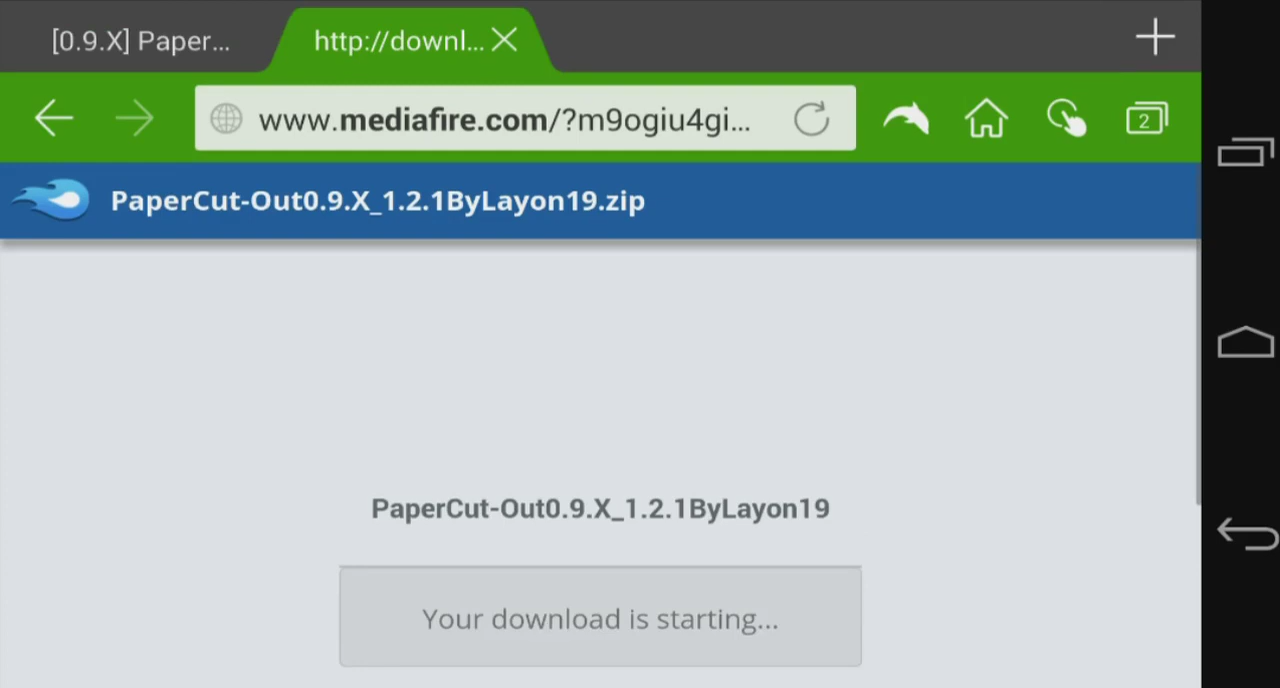 [0.9.X] Paper...
http://downl...
www.mediafire.com/?m9ogiu4gi...
2
PaperCut-Out0.9.X_1.2.1ByLayon19.zip
PaperCut-Out0.9.X_1.2.1ByLayon19
Your download is starting...